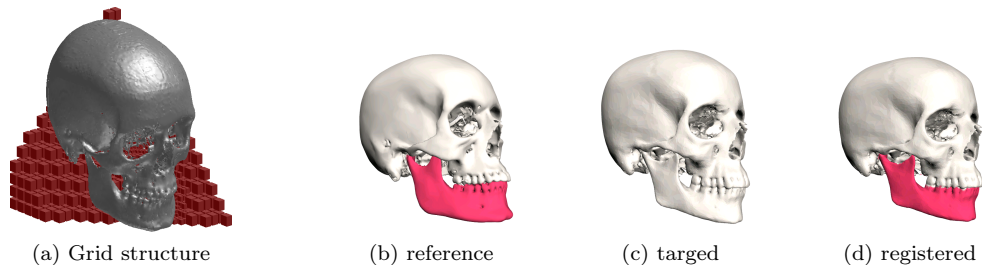 (a) Grid structure
(b) reference
(c) targed
(d) registered